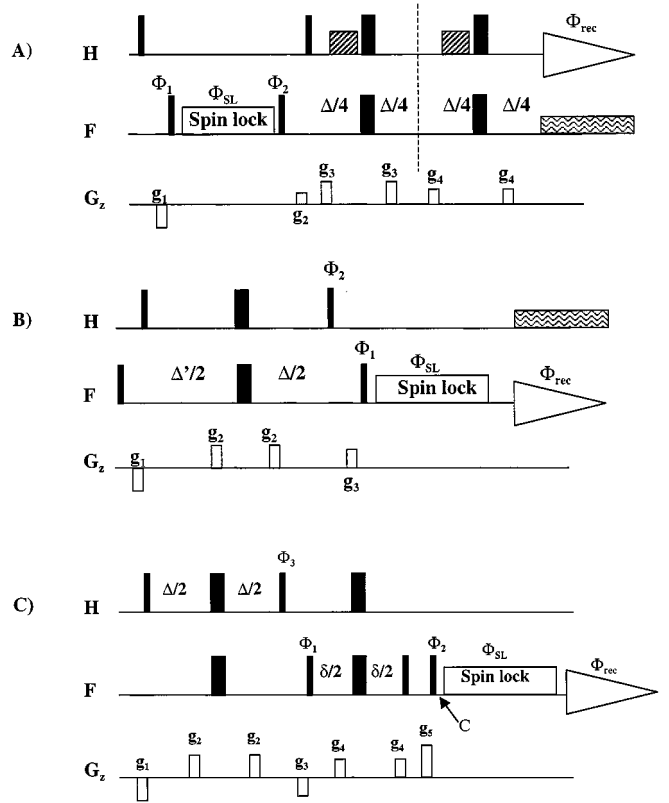 A)
H
Φrec
Φ1
ΦSL
Φ2
Spin lock
Δ/4
Δ/4
Δ/4
Δ/4
F
g1
g2
g3
g3
g4
g4
Gz
B)
H
Φ2
Δ'/2
Δ/2
Φ1
ΦSL
Spin lock
Φrec
F
g1
g2
g2
g3
Gz
C)
H
Δ/2
Δ/2
Φ3
Φ1
δ/2
δ/2
Φ2
ΦSL
Spin lock
Φrec
F
C
g1
g2
g2
g3
g4
g4
g5
Gz